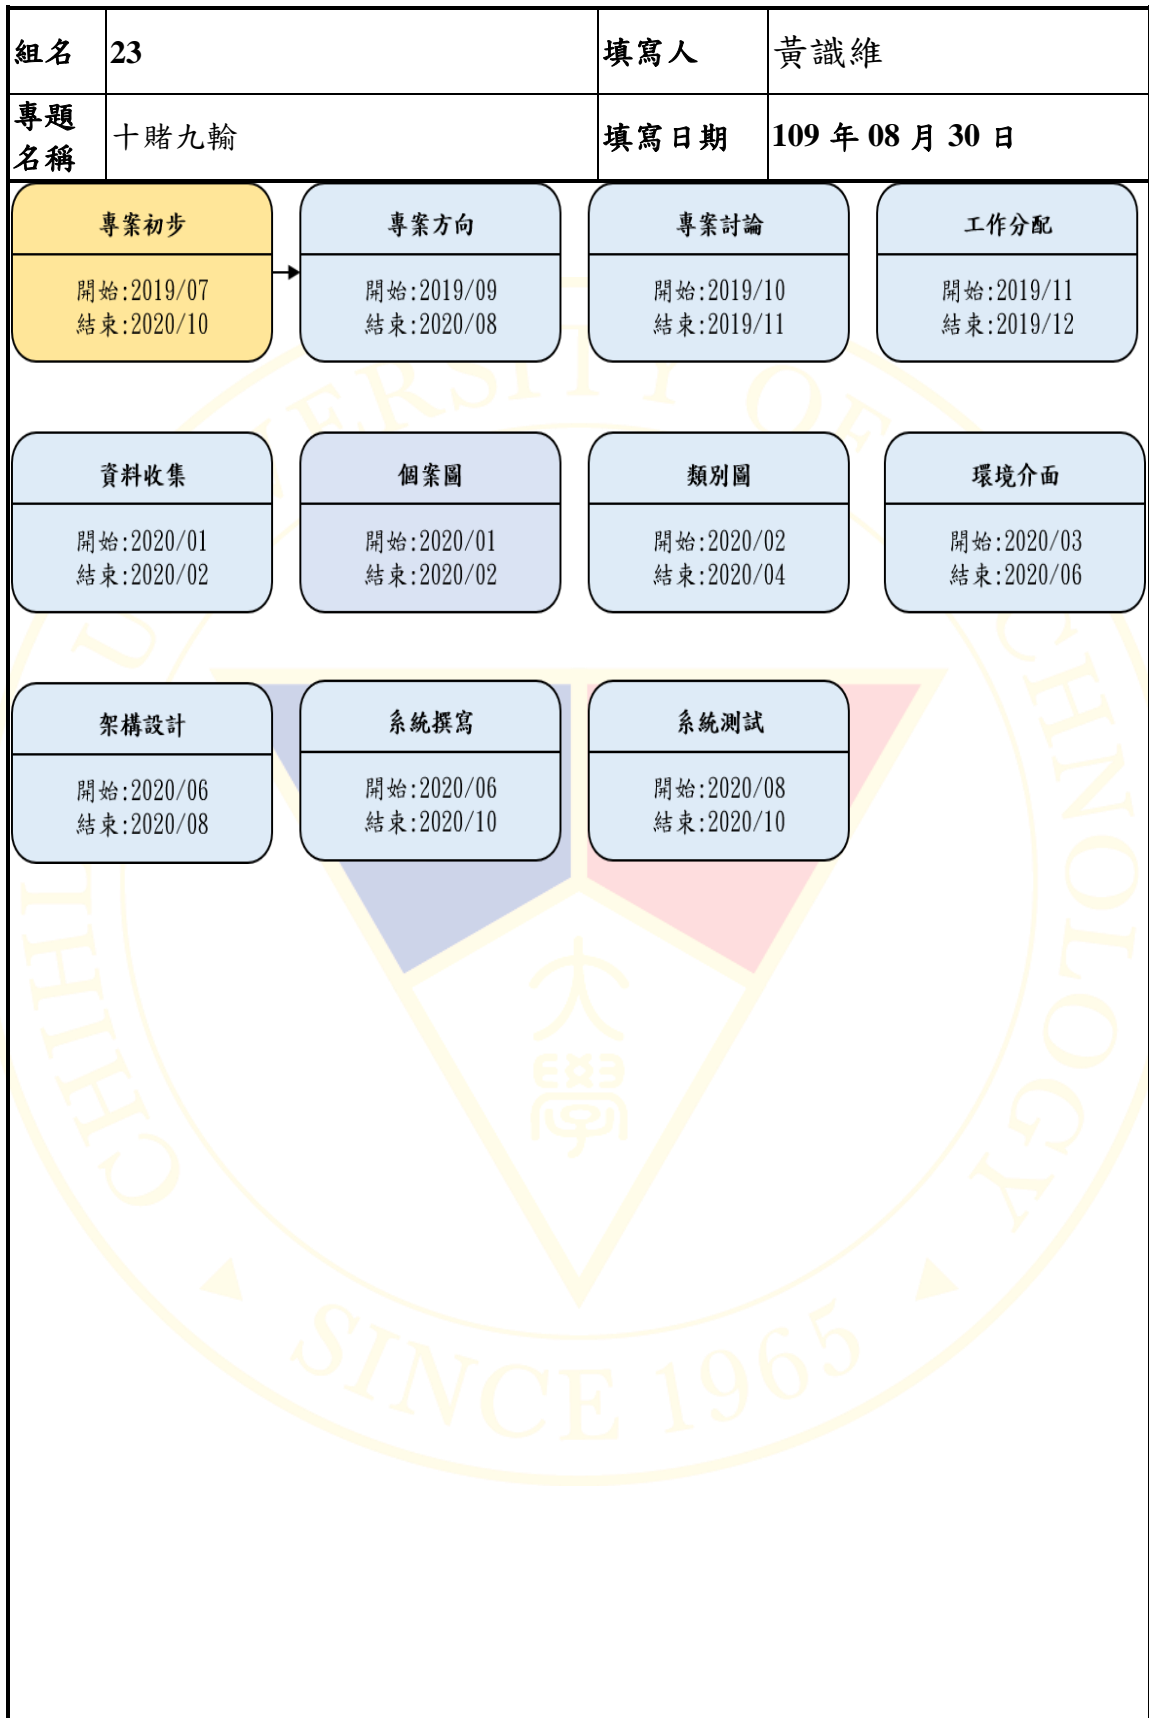 組名 23 填寫人 黃識維
專題名稱 十賭九輸 填寫日期 109 年 08 月 30 日
專案初步
開始:2019/07
結束:2020/10
專案方向
開始:2019/09
結束:2020/08
專案討論
開始:2019/10
結束:2019/11
工作分配
開始:2019/11
結束:2019/12
資料收集
開始:2020/01
結束:2020/02
個案圖
開始:2020/01
結束:2020/02
類別圖
開始:2020/02
結束:2020/04
環境介面
開始:2020/03
結束:2020/06
架構設計
開始:2020/06
結束:2020/08
系統撰寫
開始:2020/06
結束:2020/10
系統測試
開始:2020/08
結束:2020/10
CHIHLEE UNIVERSITY OF TECHNOLOGY
大學
SINCE 1965